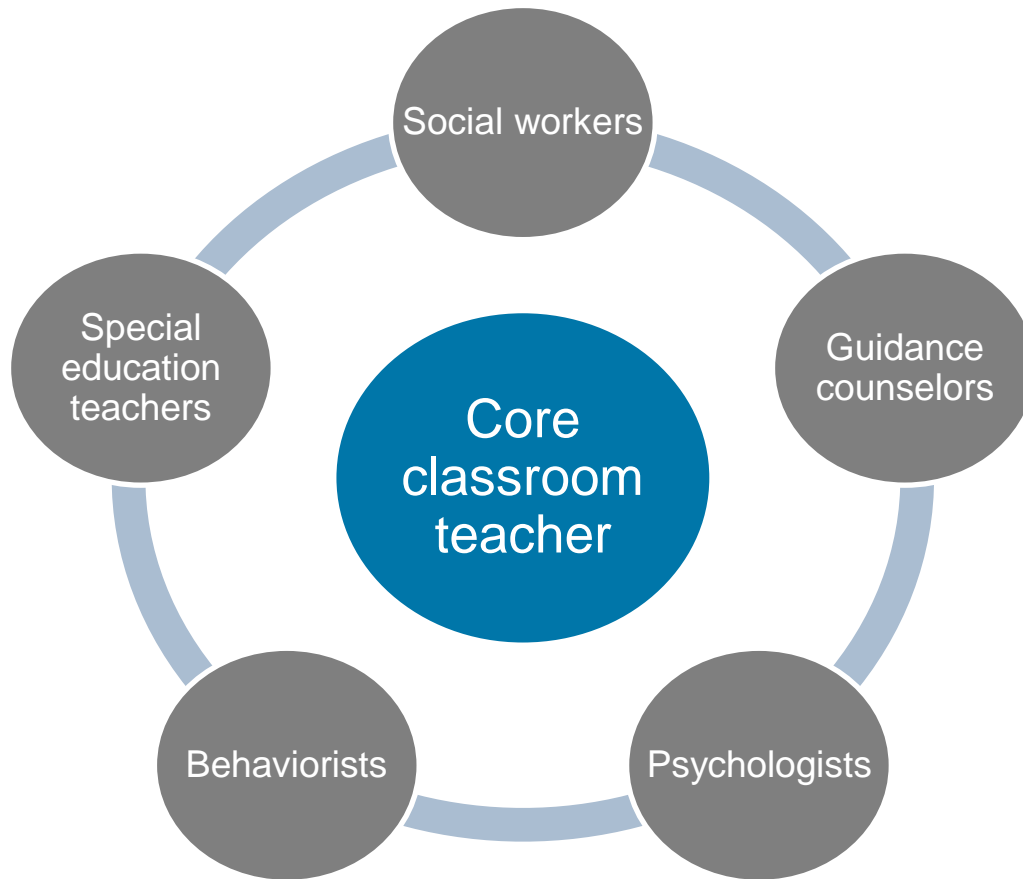 Social workers
Special
education
teachers
Guidance
counselors
Core
classroom
teacher
Behaviorists
Psychologists